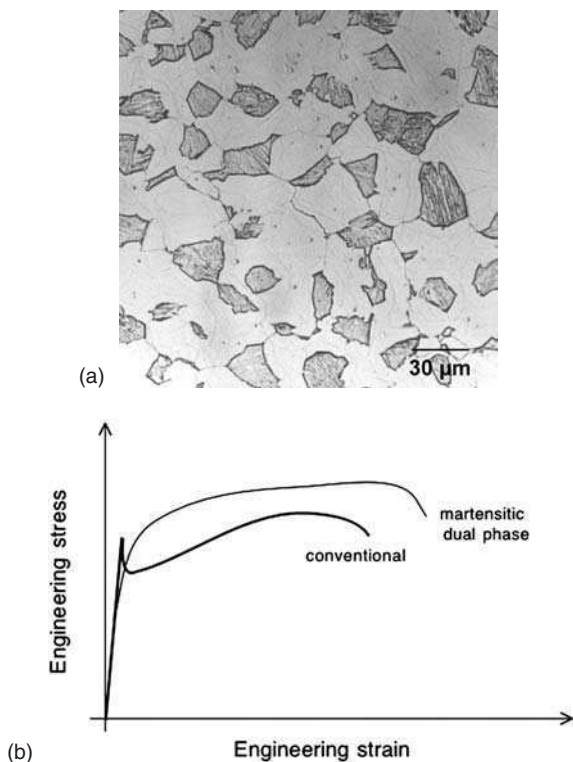 (a)
30 µm
Engineering stress
martensitic
dual phase
conventional
(b)
Engineering strain